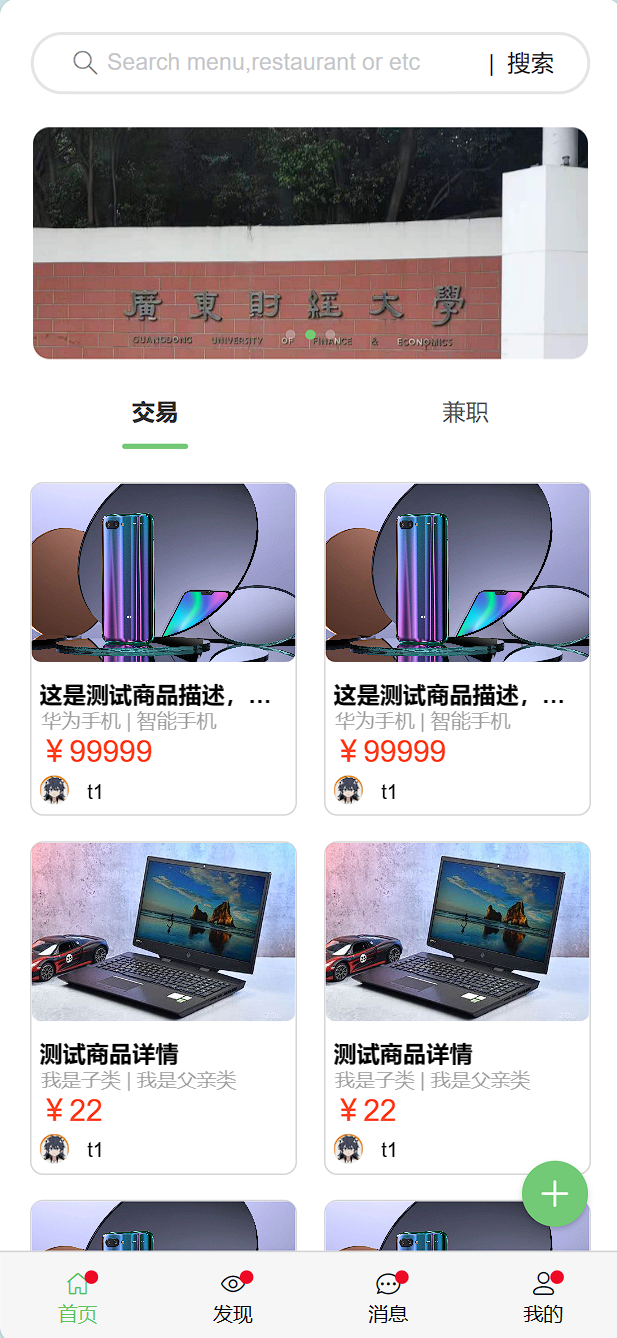 Search menu,restaurant or etc | 搜索
廣東財經大學
GUANGDONG UNIVERSITY OF FINANCE & ECONOMICS
交易 兼职
这是测试商品描述，... 这是测试商品描述，...
华为手机 | 智能手机 华为手机 | 智能手机
￥99999 ￥99999
t1 t1
测试商品详情 测试商品详情
我是子类 | 我是父亲类 我是子类 | 我是父亲类
￥22 ￥22
t1 t1
首页 发现 消息 我的